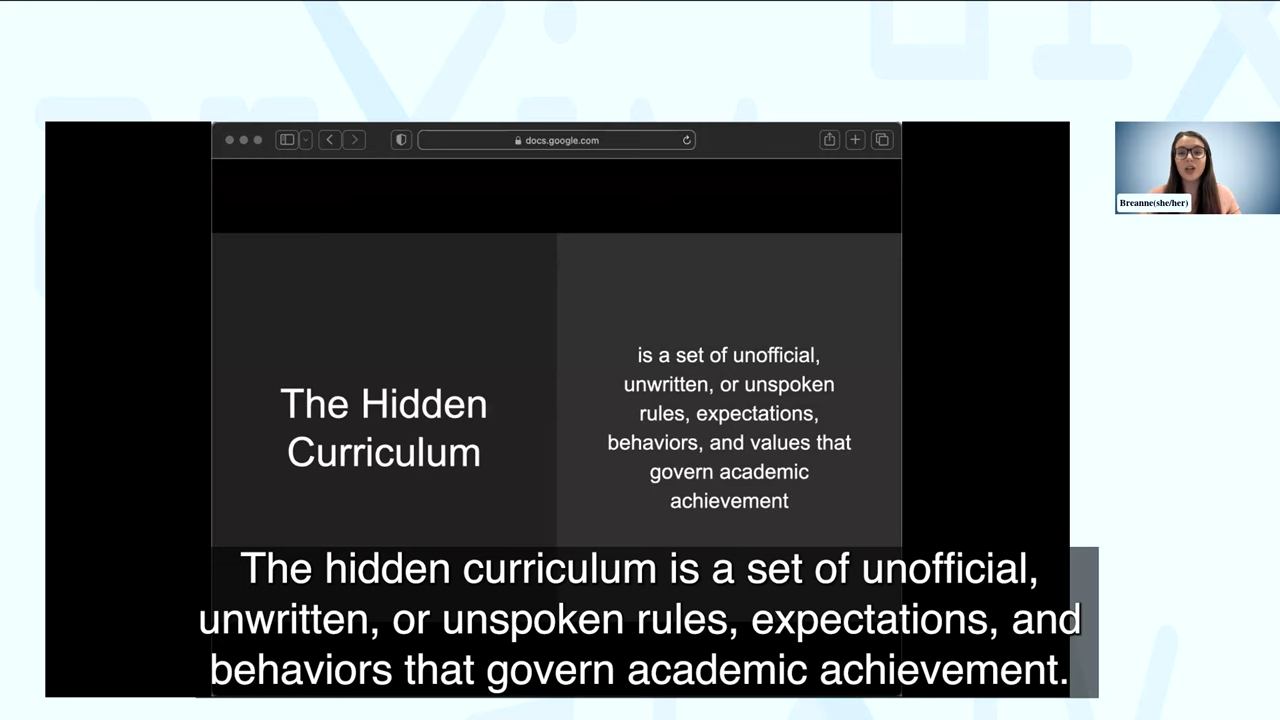 docs.google.com
Breanne(she/her)
The Hidden
Curriculum
is a set of unofficial,
unwritten, or unspoken
rules, expectations,
behaviors, and values that
govern academic
achievement
The hidden curriculum is a set of unofficial,
unwritten, or unspoken rules, expectations, and
behaviors that govern academic achievement.